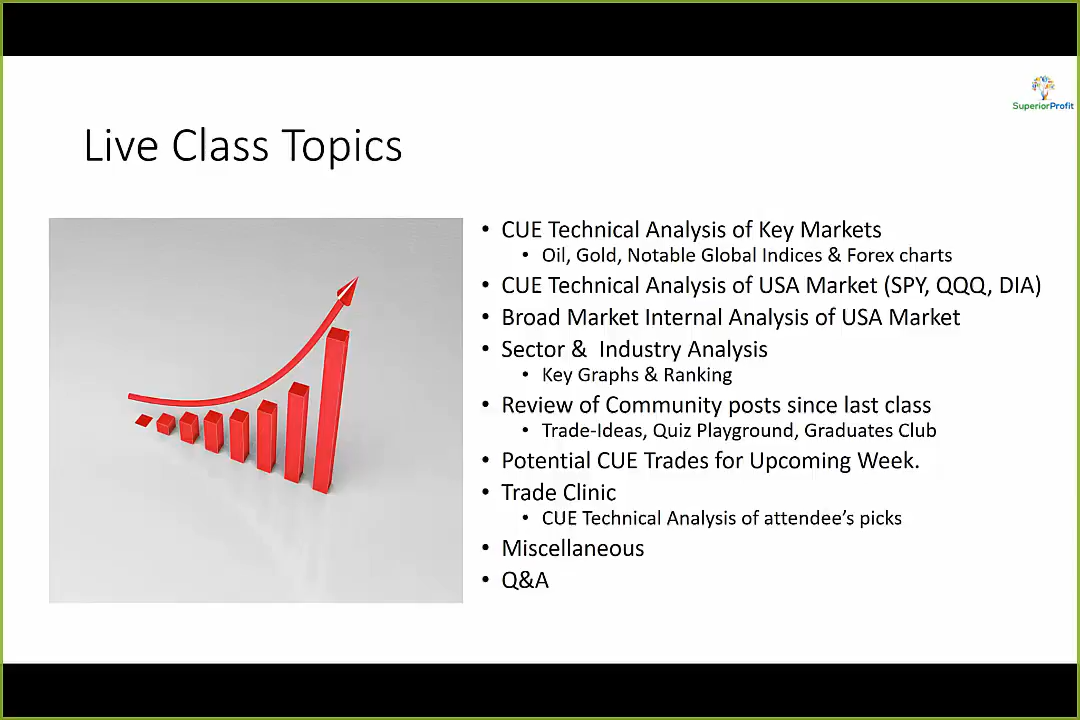 SuperiorProfit
Live Class Topics
• CUE Technical Analysis of Key Markets
• Oil, Gold, Notable Global Indices & Forex charts
• CUE Technical Analysis of USA Market (SPY, QQQ, DIA)
• Broad Market Internal Analysis of USA Market
• Sector & Industry Analysis
• Key Graphs & Ranking
• Review of Community posts since last class
• Trade-Ideas, Quiz Playground, Graduates Club
• Potential CUE Trades for Upcoming Week.
• Trade Clinic
• CUE Technical Analysis of attendee’s picks
• Miscellaneous
• Q&A